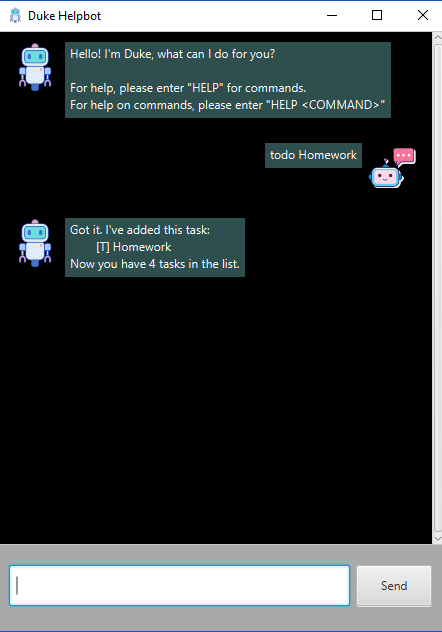 Duke Helpbot
Hello! I'm Duke, what can I do for you?
For help, please enter "HELP" for commands.
For help on commands, please enter "HELP <COMMAND>"
todo Homework
Got it. I've added this task:
[T] Homework
Now you have 4 tasks in the list.
Send